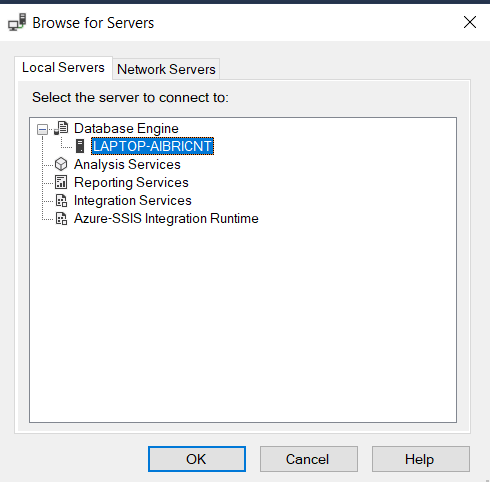 Browse for Servers
Local Servers
Network Servers
Select the server to connect to:
Database Engine
LAPTOP-AIBRICNT
Analysis Services
Reporting Services
Integration Services
Azure-SSIS Integration Runtime
OK
Cancel
Help